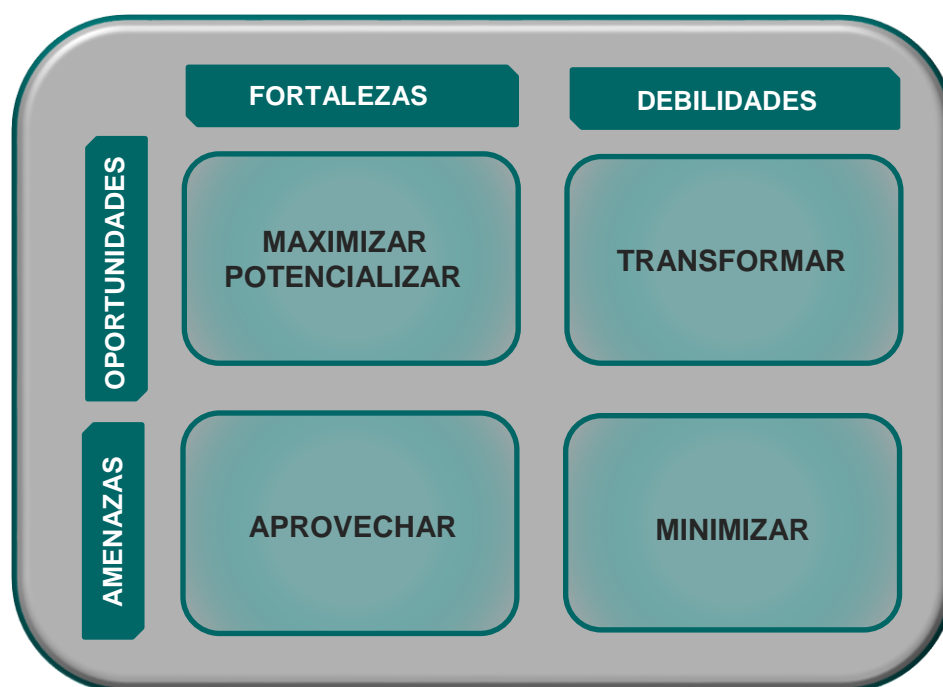 FORTALEZAS
DEBILIDADES
OPORTUNIDADES
MAXIMIZAR
POTENCIALIZAR
TRANSFORMAR
AMENAZAS
APROVECHAR
MINIMIZAR